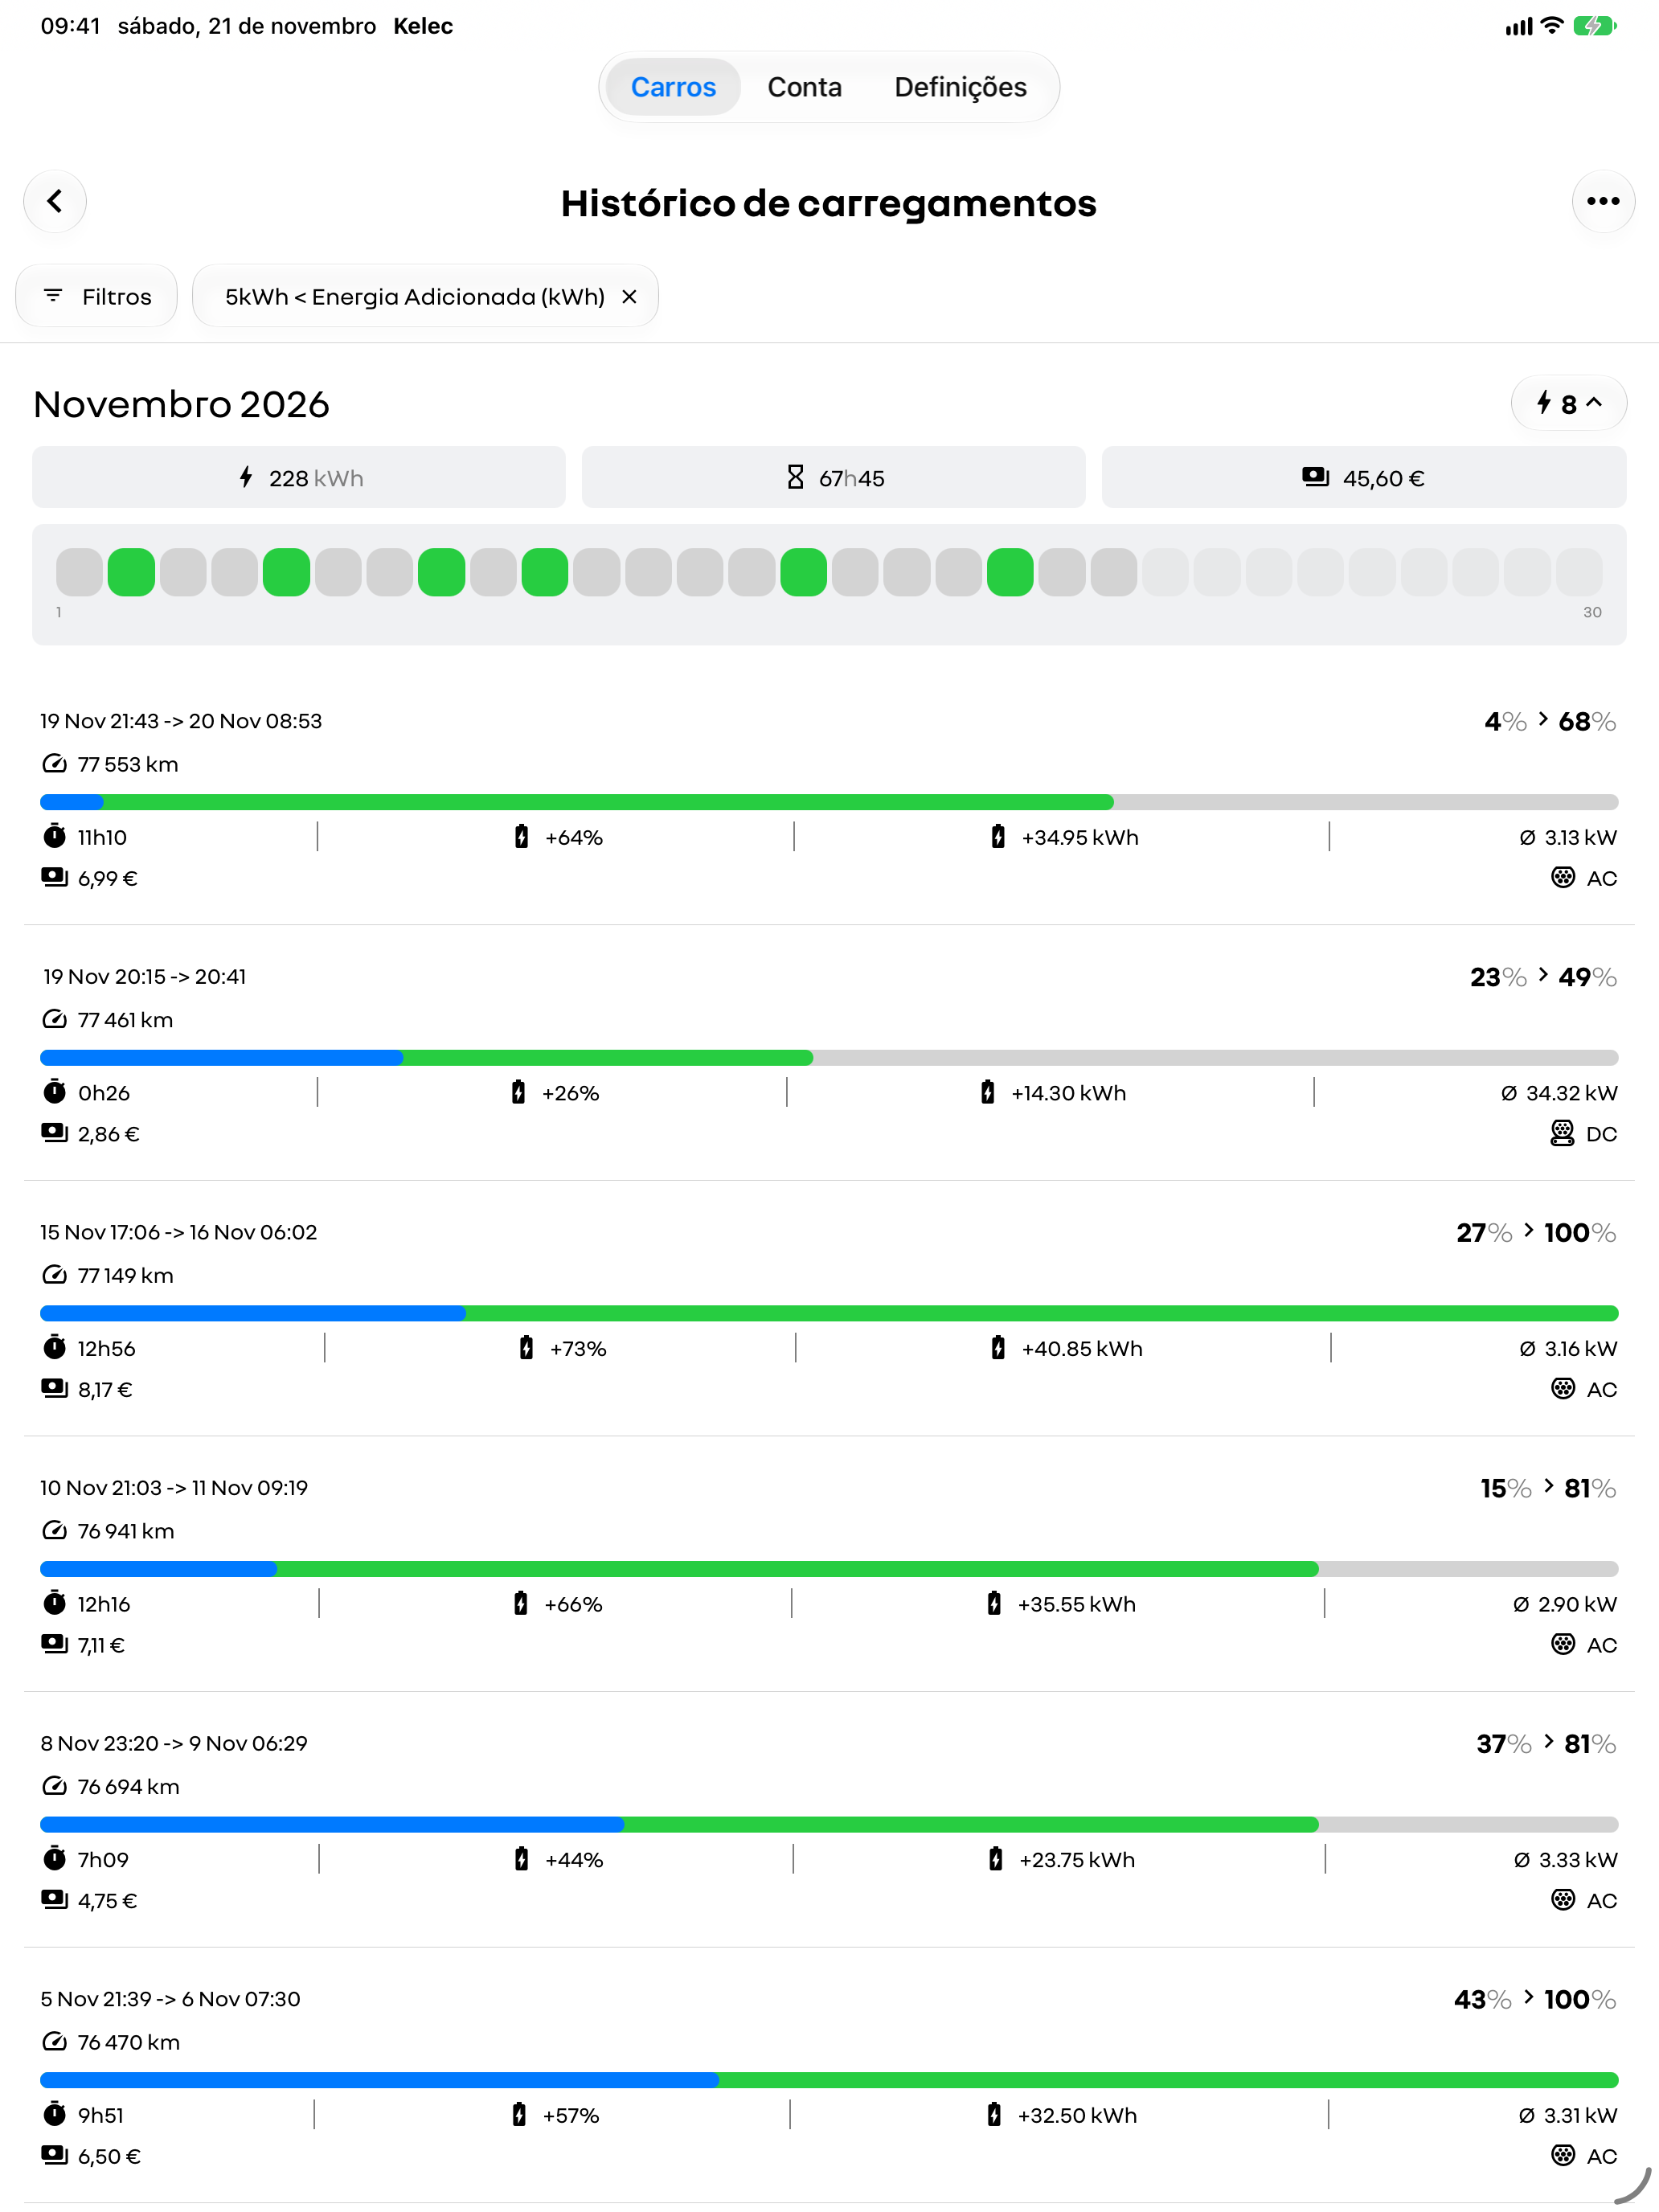 09:41 sábado, 21 de novembro Kelec
Carros Conta Definições
Histórico de carregamentos
Filtros 5kWh < Energia Adicionada (kWh)
Novembro 2026 8
228 kWh 67h45 45,60 €
1 30
19 Nov 21:43 -> 20 Nov 08:53 4% > 68%
77 553 km
11h10 +64% +34.95 kWh Ø 3.13 kW
6,99 € AC
19 Nov 20:15 -> 20:41 23% > 49%
77 461 km
0h26 +26% +14.30 kWh Ø 34.32 kW
2,86 € DC
15 Nov 17:06 -> 16 Nov 06:02 27% > 100%
77 149 km
12h56 +73% +40.85 kWh Ø 3.16 kW
8,17 € AC
10 Nov 21:03 -> 11 Nov 09:19 15% > 81%
76 941 km
12h16 +66% +35.55 kWh Ø 2.90 kW
7,11 € AC
8 Nov 23:20 -> 9 Nov 06:29 37% > 81%
76 694 km
7h09 +44% +23.75 kWh Ø 3.33 kW
4,75 € AC
5 Nov 21:39 -> 6 Nov 07:30 43% > 100%
76 470 km
9h51 +57% +32.50 kWh Ø 3.31 kW
6,50 € AC